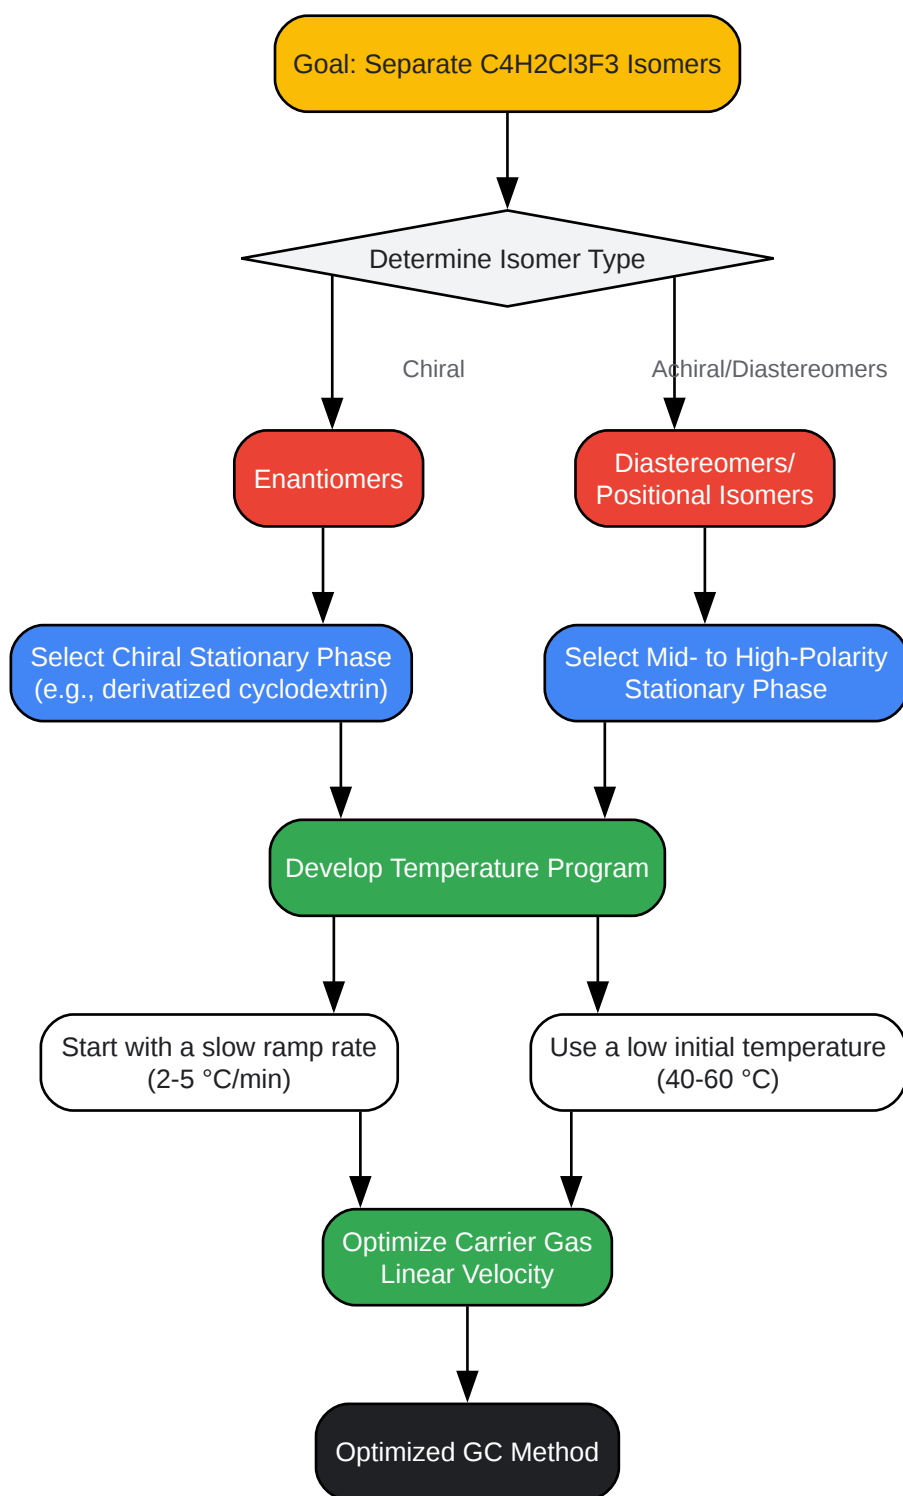 Goal: Separate C4H2Cl3F3 Isomers
Determine Isomer Type
Chiral
Achiral/Diastereomers
Enantiomers
Diastereomers/
Positional Isomers
Select Chiral Stationary Phase
(e.g., derivatized cyclodextrin)
Select Mid- to High-Polarity
Stationary Phase
Develop Temperature Program
Start with a slow ramp rate
(2-5 °C/min)
Use a low initial temperature
(40-60 °C)
Optimize Carrier Gas
Linear Velocity
Optimized GC Method